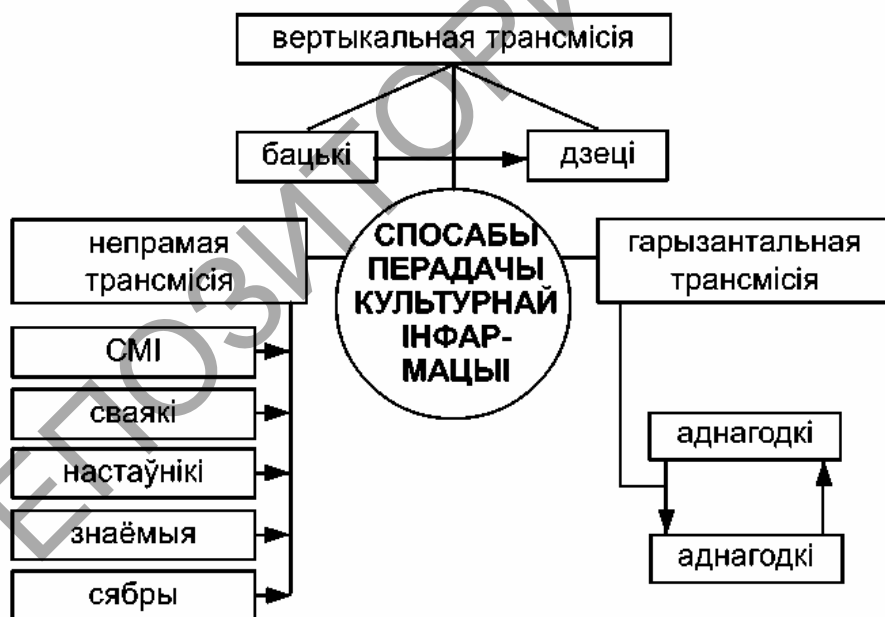 вертыкальная трансмісія
бацькі
дзеці
непрамая
трансмісія
СПОСАБЫ
ПЕРАДАЧЫ
КУЛЬТУРНАЙ
ІНФАР-
МАЦЫІ
гарызантальная
трансмісія
СМІ
сваякі
настаўнікі
знаёмыя
сябры
аднагодкі
аднагодкі
ЕПОЗИТОРИ